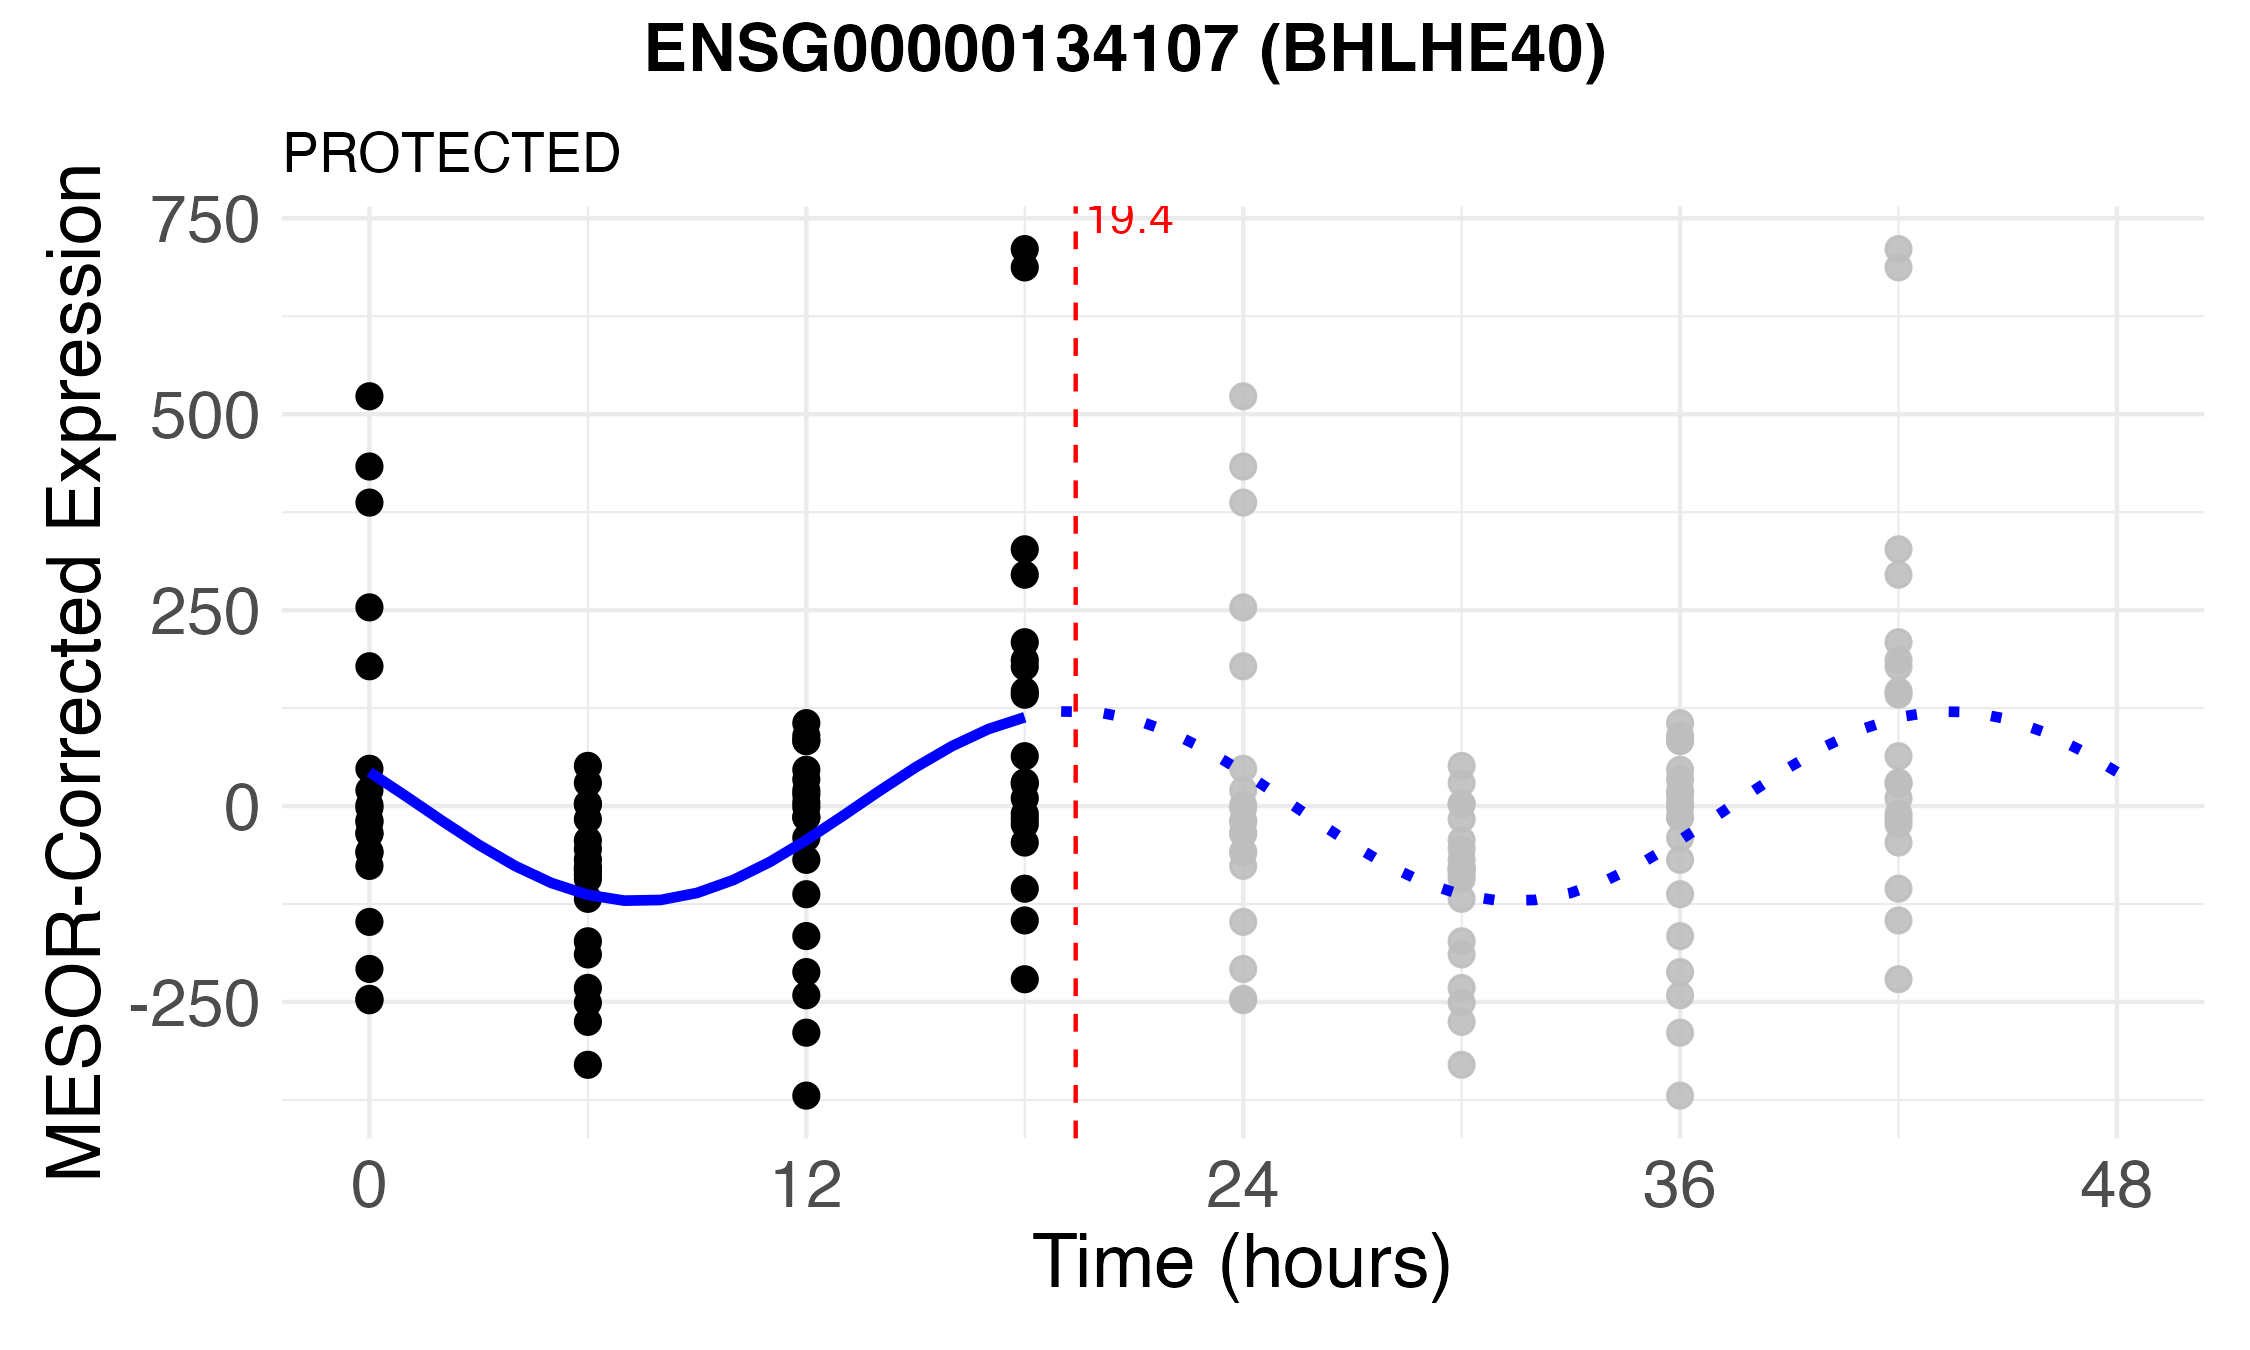 ENSG00000134107 (BHLHE40)
PROTECTED
MESOR-Corrected Expression
750
500
250
0
-250
19.4
0
12
24
36
48
Time (hours)